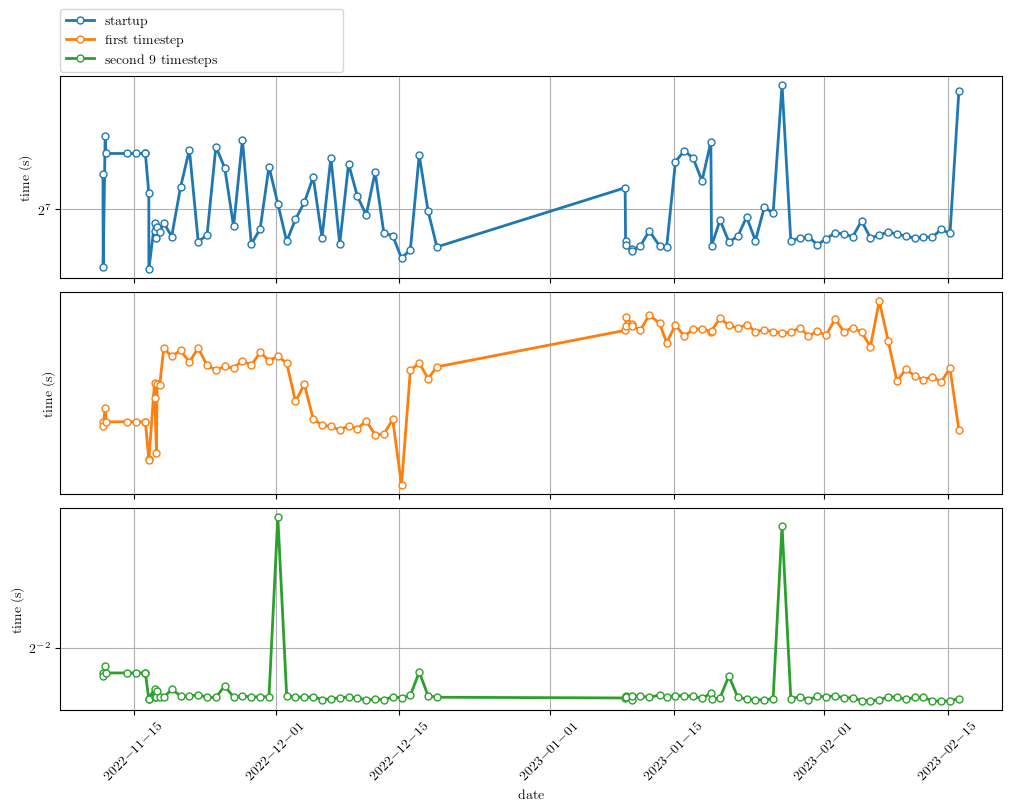 startup
first timestep
second 9 timesteps
time (s)
2^7
time (s)
time (s)
2^−2
2022−11−15
2022−12−01
2022−12−15
2023−01−01
2023−01−15
2023−02−01
2023−02−15
date